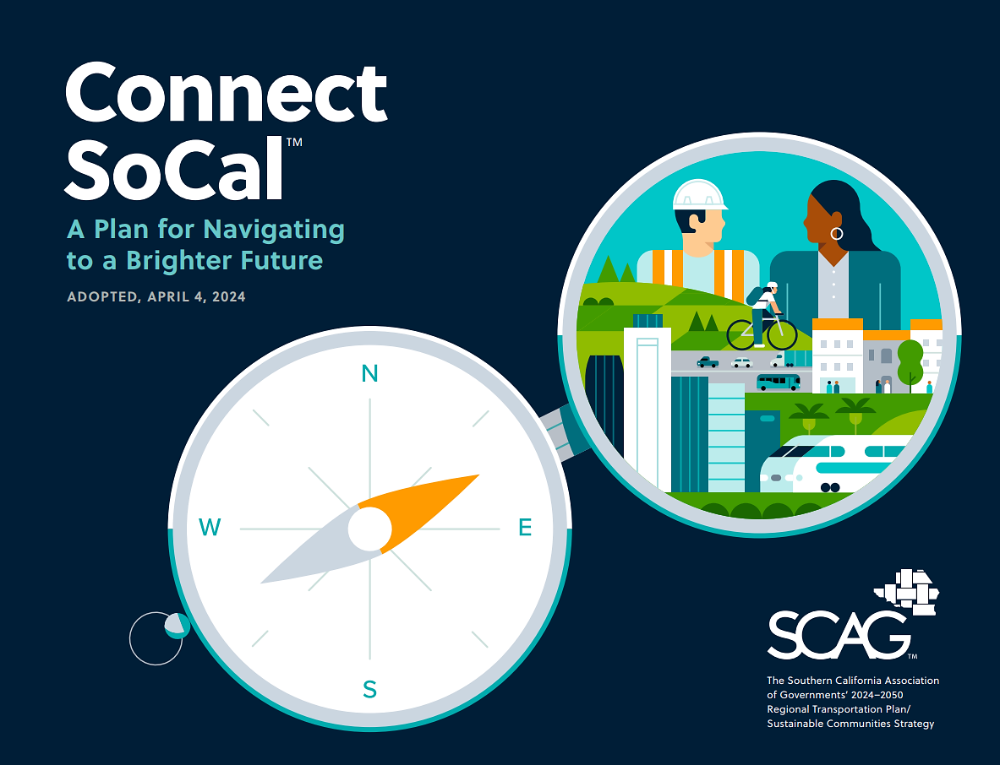 Connect
SoCal™
A Plan for Navigating
to a Brighter Future
ADOPTED, APRIL 4, 2024
N
W
E
S
SCAG™
The Southern California Association
of Governments’ 2024–2050
Regional Transportation Plan/
Sustainable Communities Strategy